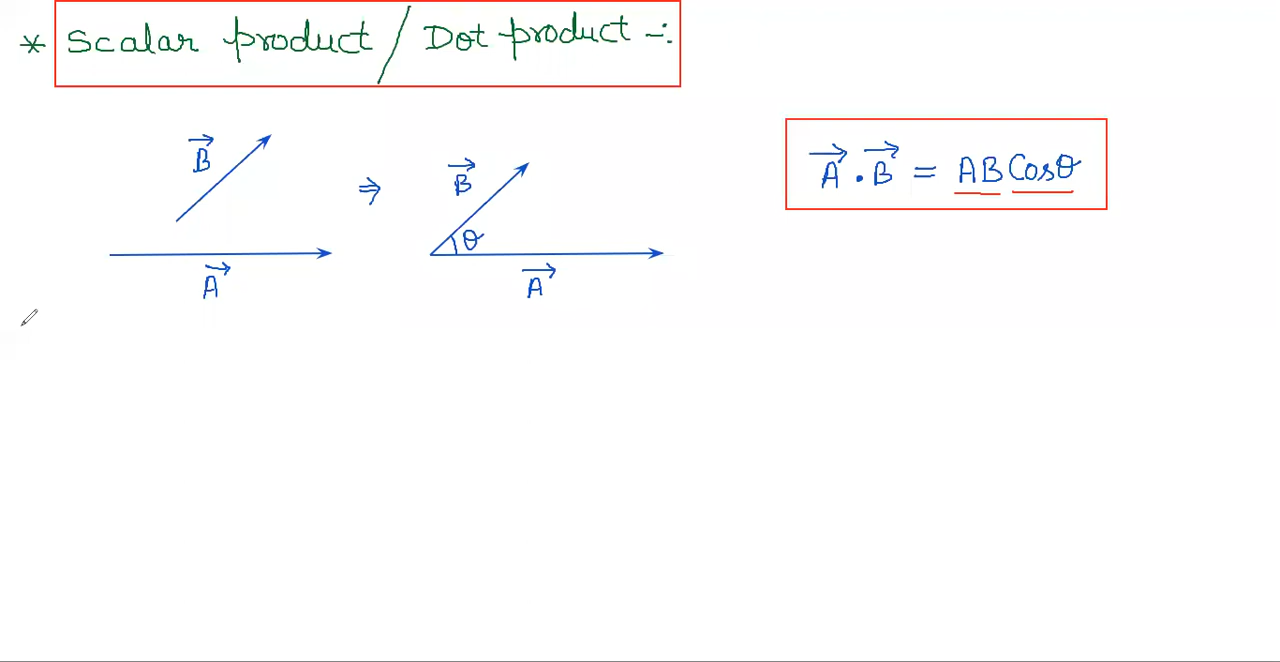 * Scalar product / Dot product -:
B⃗
A⃗
⇒
B⃗
θ
A⃗
A⃗ . B⃗ = AB Cosθ